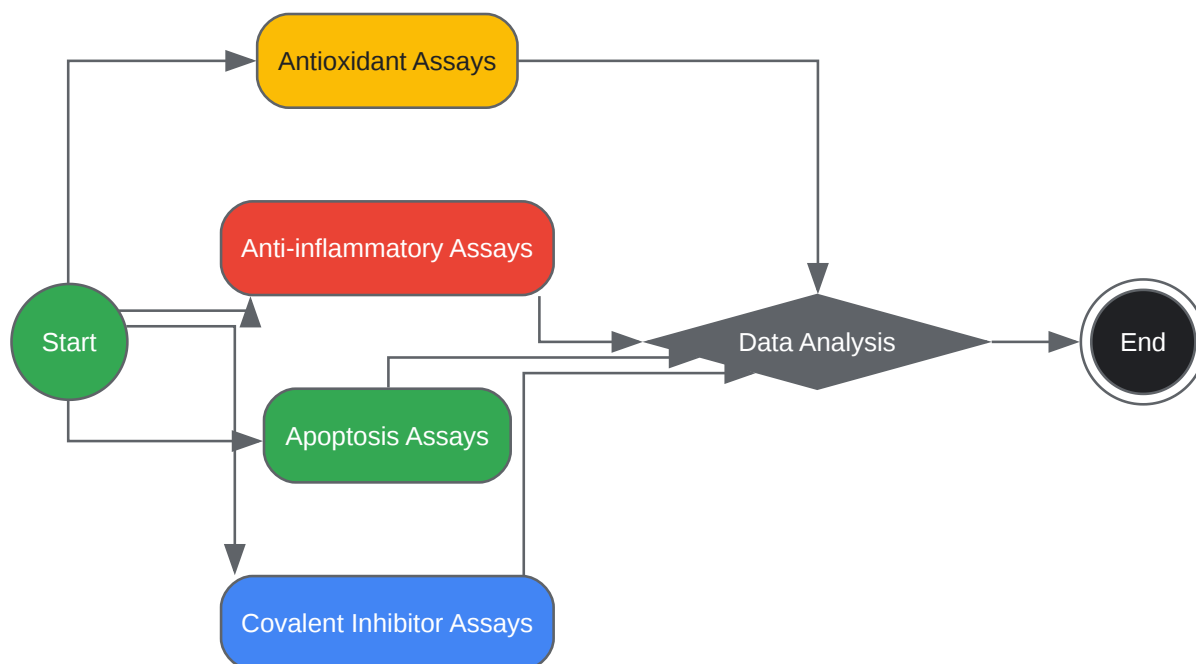 Antioxidant Assays
Anti-inflammatory Assays
Start
Data Analysis
End
Apoptosis Assays
Covalent Inhibitor Assays